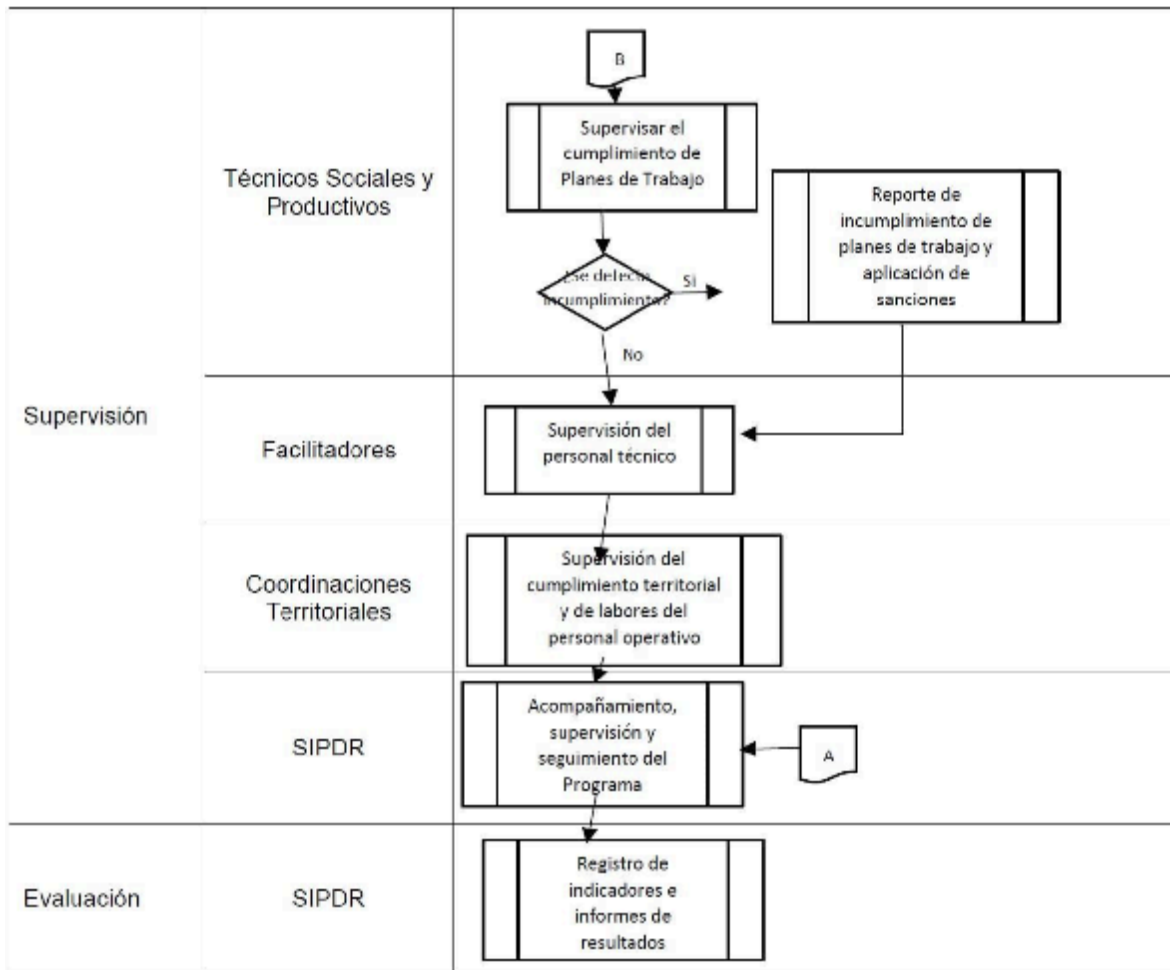 B
Supervisar el
cumplimiento de
Planes de Trabajo
Técnicos Sociales y
Productivos
Reporte de
incumplimiento de
planes de trabajo y
aplicación de
sanciones
¿Se detecta
incumplimiento?
Si
No
Supervisión
Facilitadores
Supervisión del
personal técnico
Coordinaciones
Territoriales
Supervisión del
cumplimiento territorial
y de labores del
personal operativo
SIPDR
Acompañamiento,
supervisión y
seguimiento del
Programa
A
Evaluación
SIPDR
Registro de
indicadores e
informes de
resultados